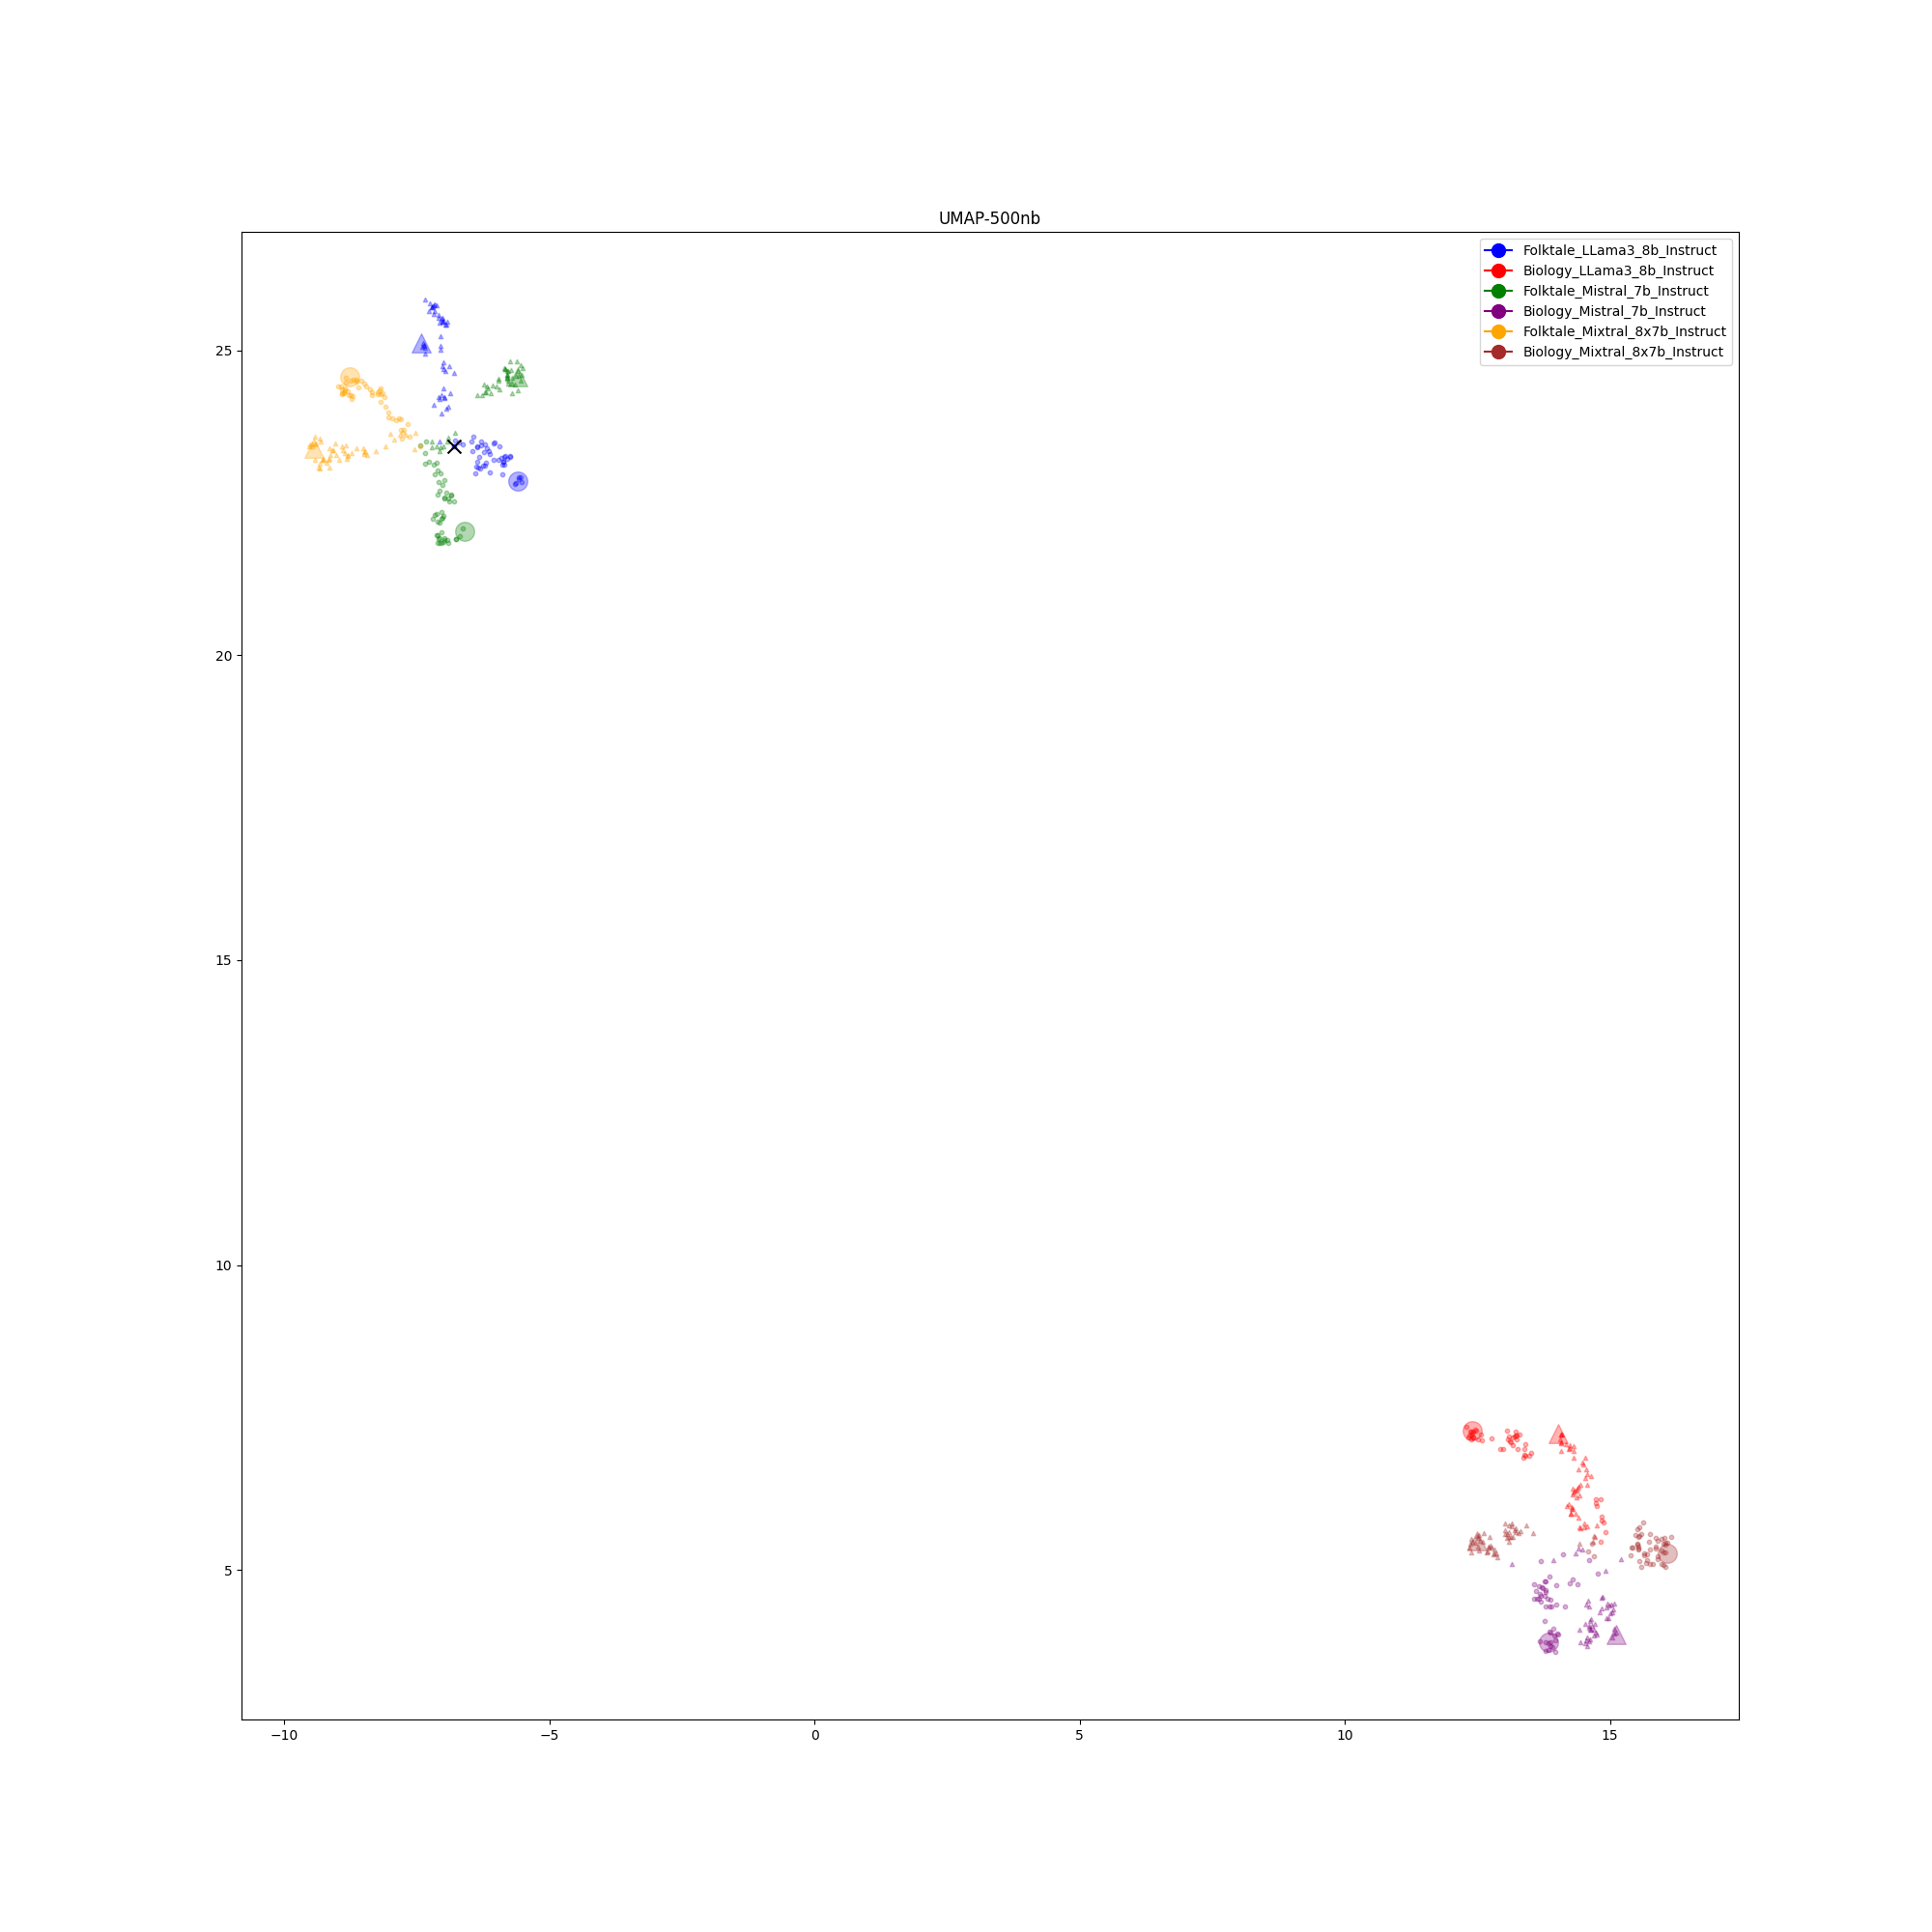 UMAP-500nb
Folktale_LLama3_8b_Instruct
Biology_LLama3_8b_Instruct
Folktale_Mistral_7b_Instruct
Biology_Mistral_7b_Instruct
Folktale_Mixtral_8x7b_Instruct
Biology_Mixtral_8x7b_Instruct
25
20
15
10
5
−10 −5 0 5 10 15